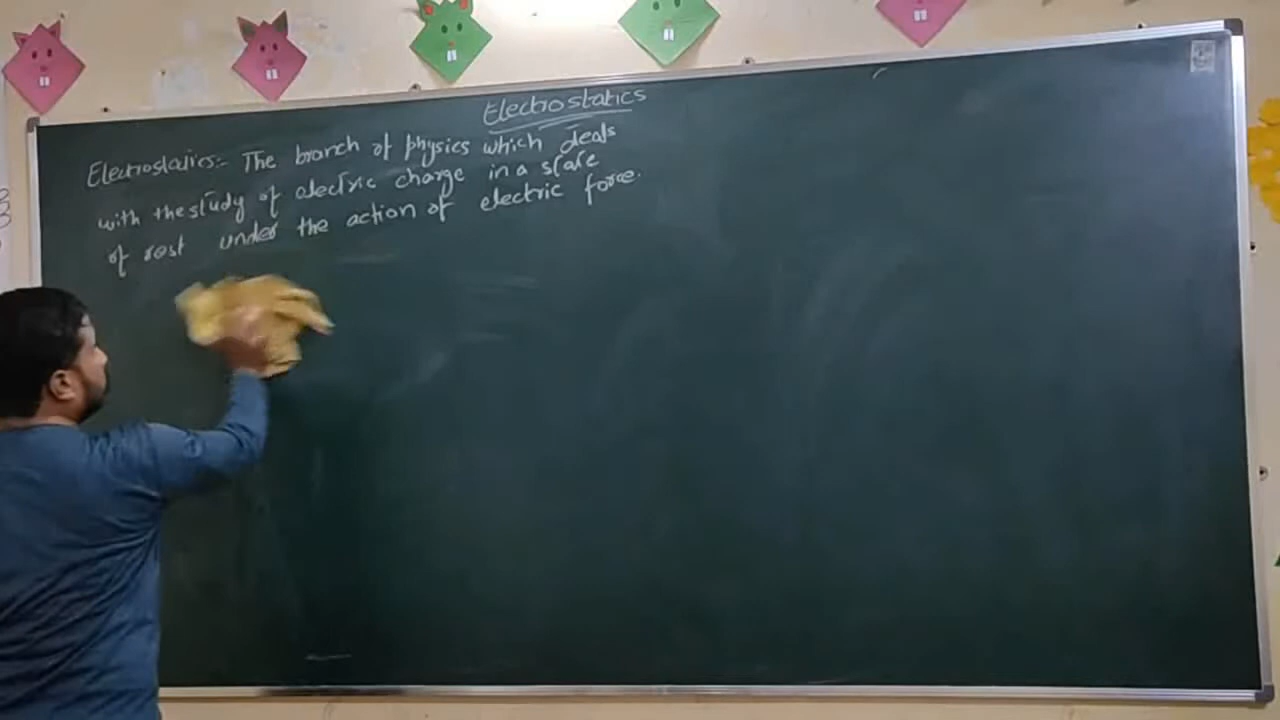 Electrostatics
Electrostatics:- The branch of physics which deals
with the study of electric charge in a state
of rest under the action of electric force.